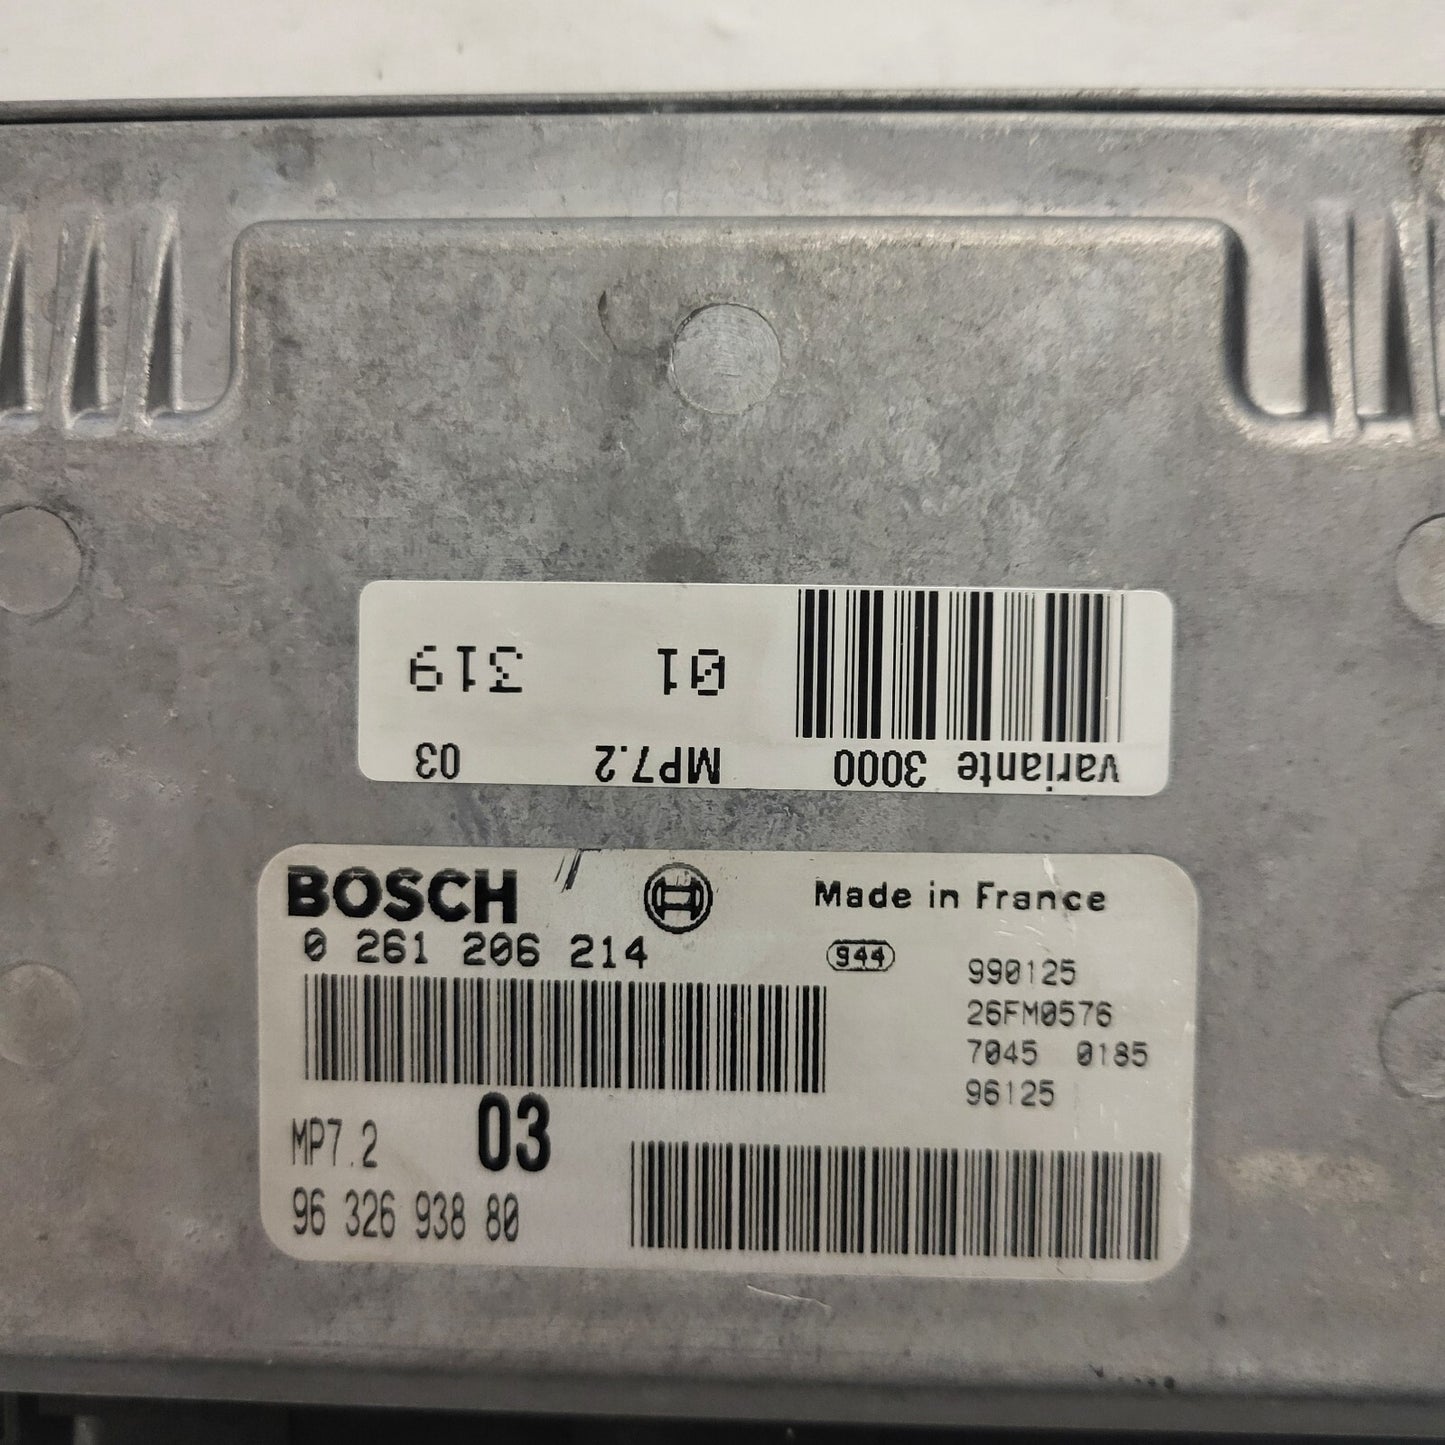 variante 3000 MP7.2 03
01 319
BOSCH Made in France
0 261 206 214
944
990125
26FM0576
7045 0185
96125
MP7.2 03
96 326 938 80